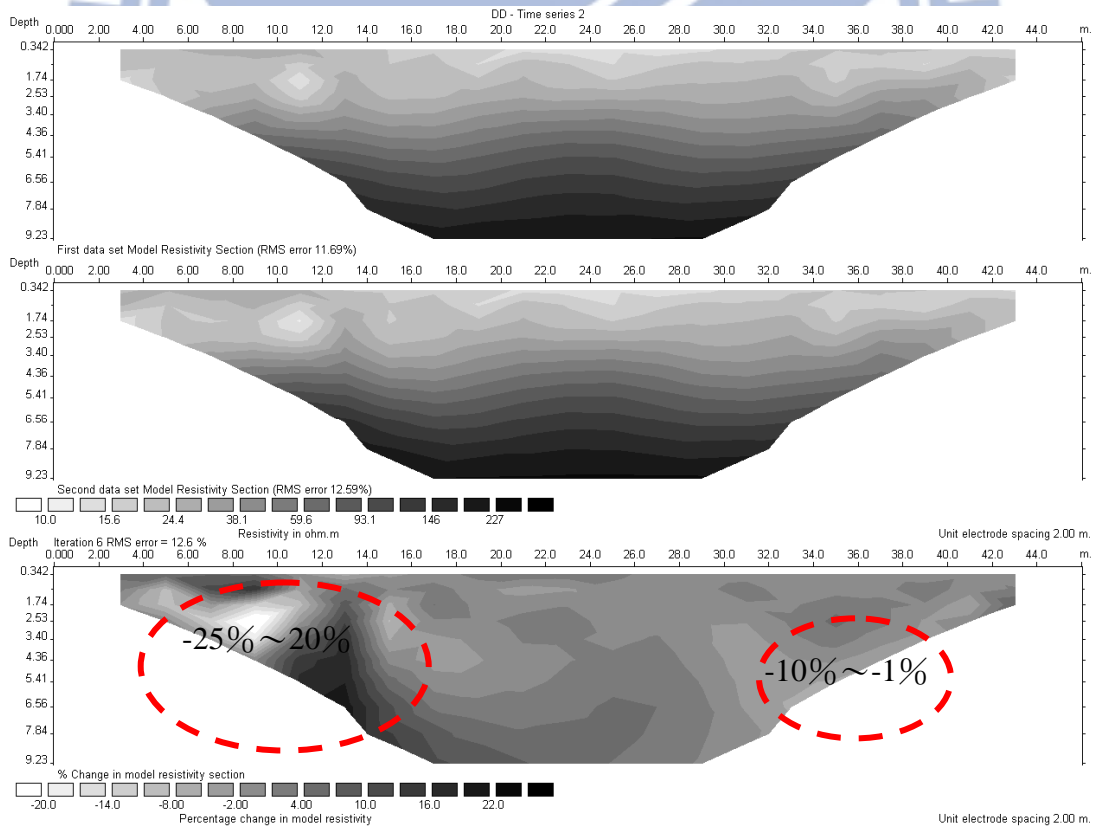 DD - Time series 2
Depth 0.000 2.00 4.00 6.00 8.00 10.0 12.0 14.0 16.0 18.0 20.0 22.0 24.0 26.0 28.0 30.0 32.0 34.0 36.0 38.0 40.0 42.0 44.0 m.
0.342
1.74
2.53
3.40
4.36
5.41
6.56
7.84
9.23
First data set Model Resistivity Section (RMS error 11.69%)
Depth 0.000 2.00 4.00 6.00 8.00 10.0 12.0 14.0 16.0 18.0 20.0 22.0 24.0 26.0 28.0 30.0 32.0 34.0 36.0 38.0 40.0 42.0 44.0 m.
0.342
1.74
2.53
3.40
4.36
5.41
6.56
7.84
9.23
Second data set Model Resistivity Section (RMS error 12.59%)
10.0 15.6 24.4 38.1 59.6 93.1 146 227
Resistivity in ohm.m Unit electrode spacing 2.00 m.
Depth Iteration 6 RMS error = 12.6 %
0.000 2.00 4.00 6.00 8.00 10.0 12.0 14.0 16.0 18.0 20.0 22.0 24.0 26.0 28.0 30.0 32.0 34.0 36.0 38.0 40.0 42.0 44.0 m.
0.342
1.74
2.53
3.40
-25%～20%
4.36
-10%～-1%
5.41
6.56
7.84
9.23
% Change in model resistivity section
-20.0 -14.0 -8.00 -2.00 4.00 10.0 16.0 22.0
Percentage change in model resistivity Unit electrode spacing 2.00 m.